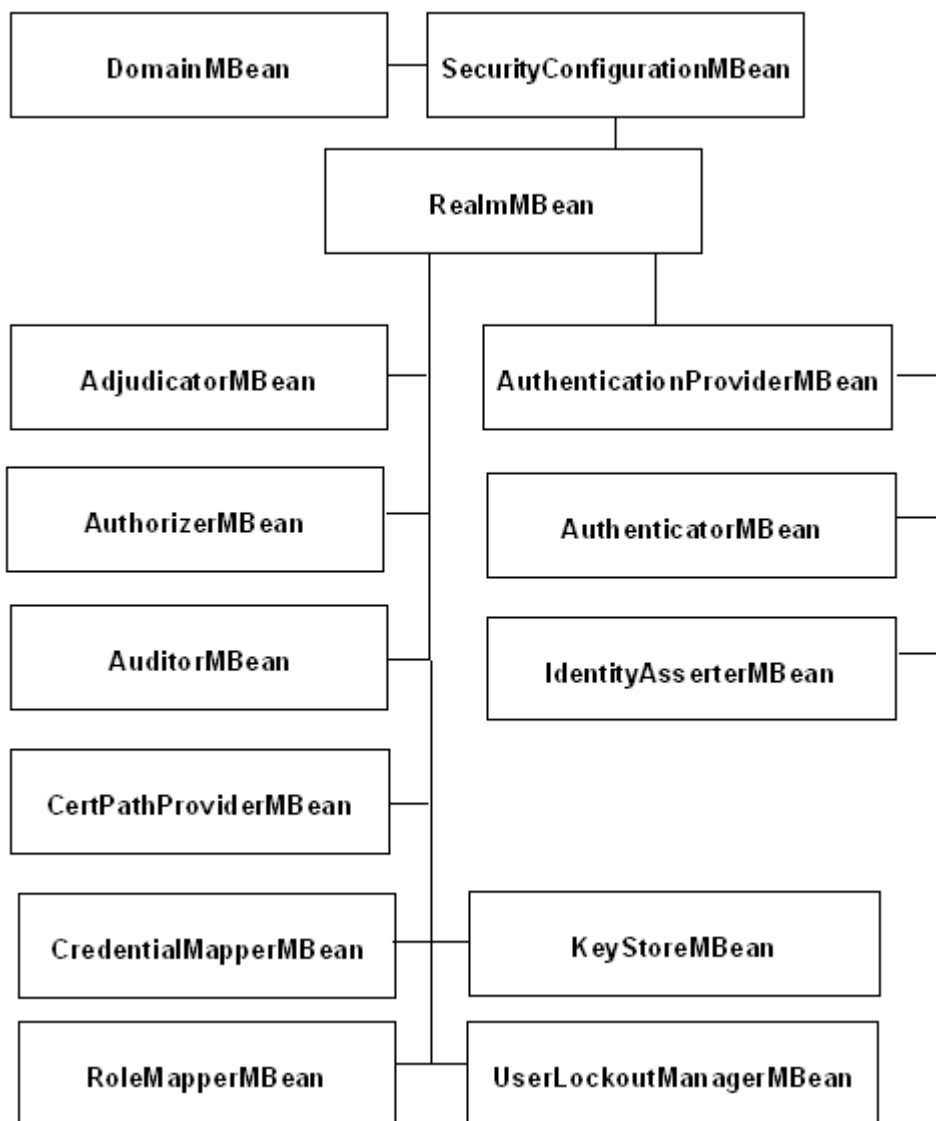 DomainMBean
SecurityConfigurationMBean
RealmMBean
AdjudicatorMBean
AuthenticationProviderMBean
AuthorizerMBean
AuthenticatorMBean
AuditorMBean
IdentityAsserterMBean
CertPathProviderMBean
CredentialMapperMBean
KeyStoreMBean
RoleMapperMBean
UserLockoutManagerMBean